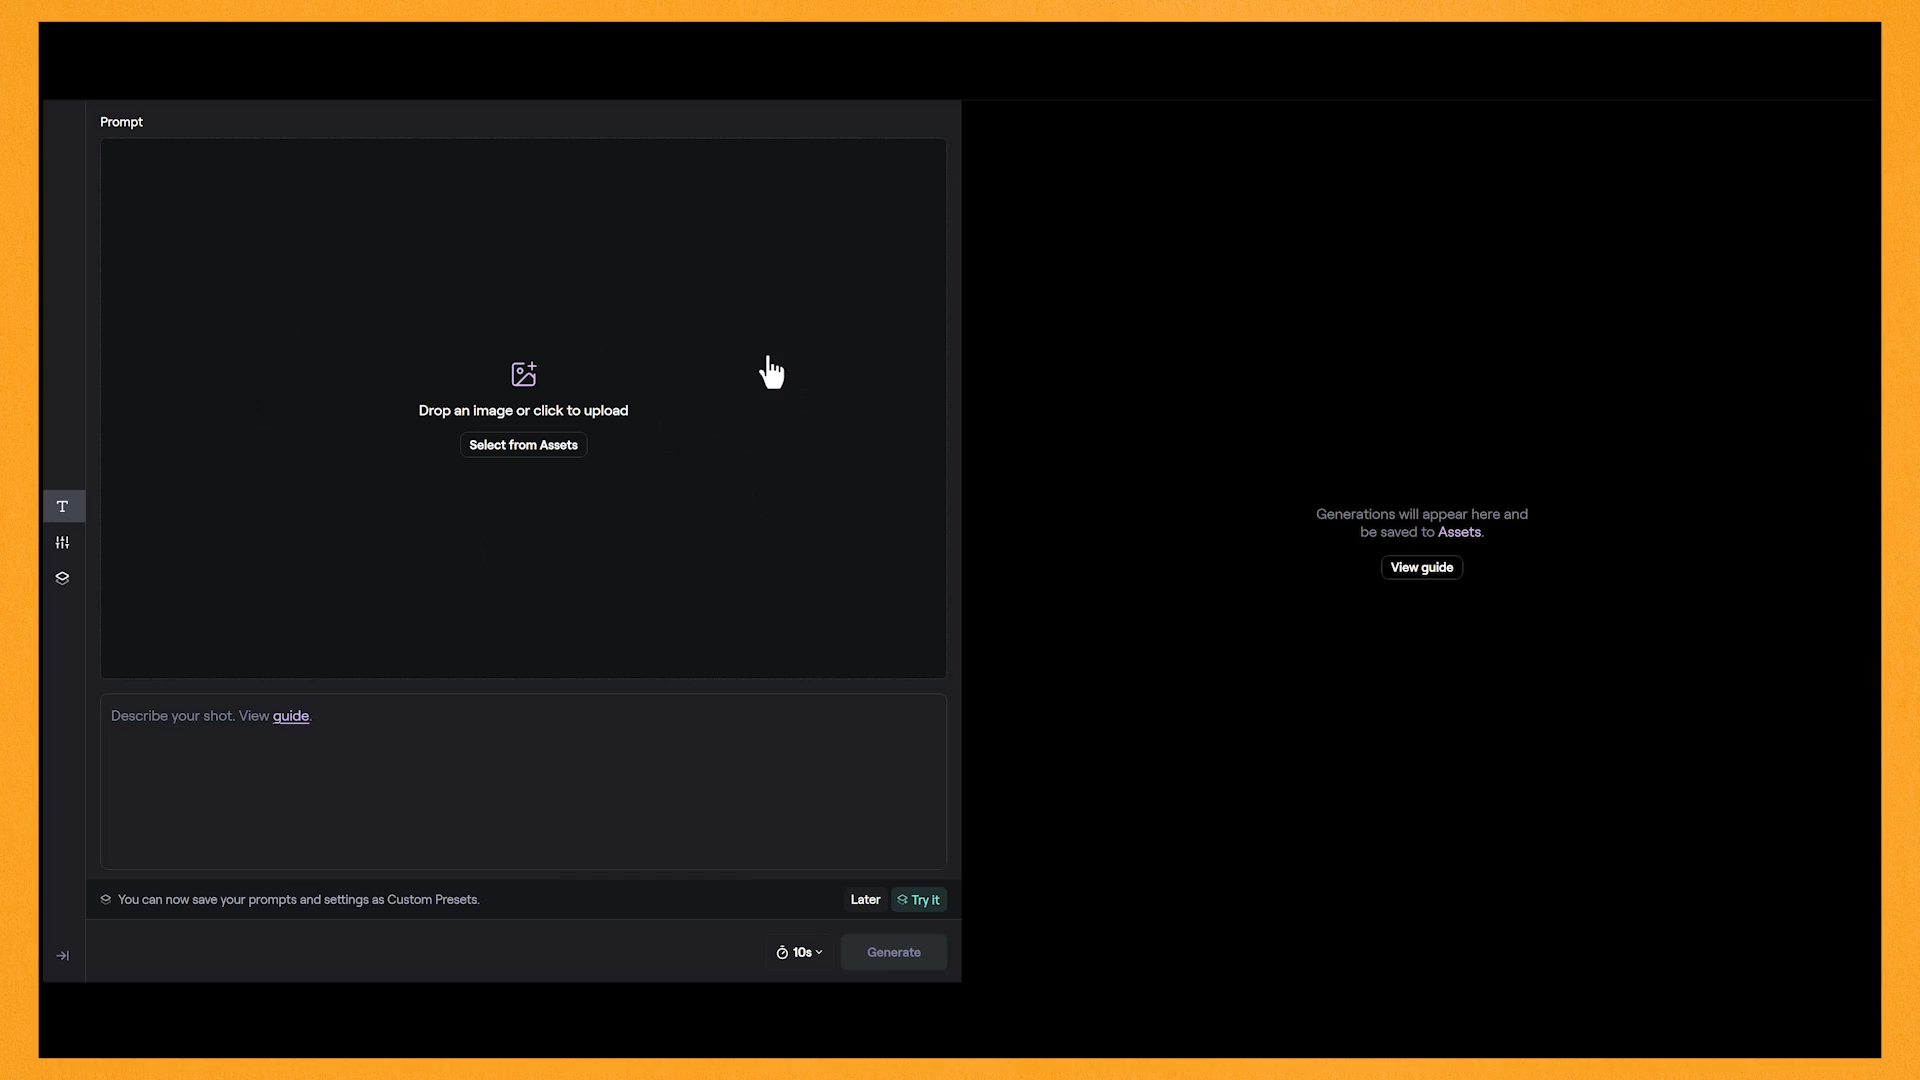 Prompt
Drop an image or click to upload
Select from Assets
T
Describe your shot. View guide.
You can now save your prompts and settings as Custom Presets.
Later
Try it
10s
Generate
Generations will appear here and
be saved to Assets.
View guide